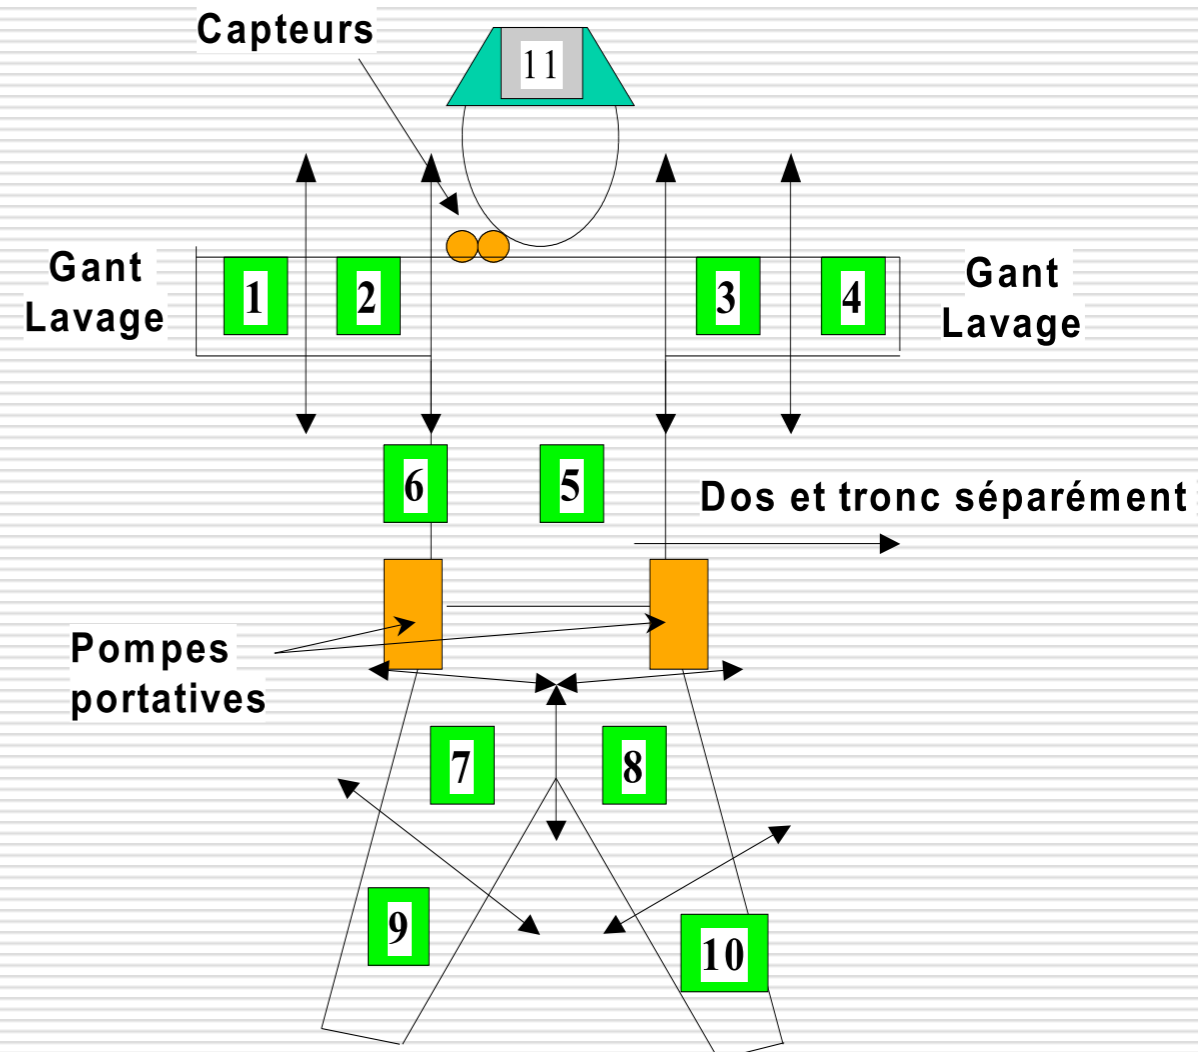 Capteurs
11
Gant
Lavage
1
2
3
4
Gant
Lavage
6
5
Dos et tronc séparément
Pompes
portatives
7
8
9
10